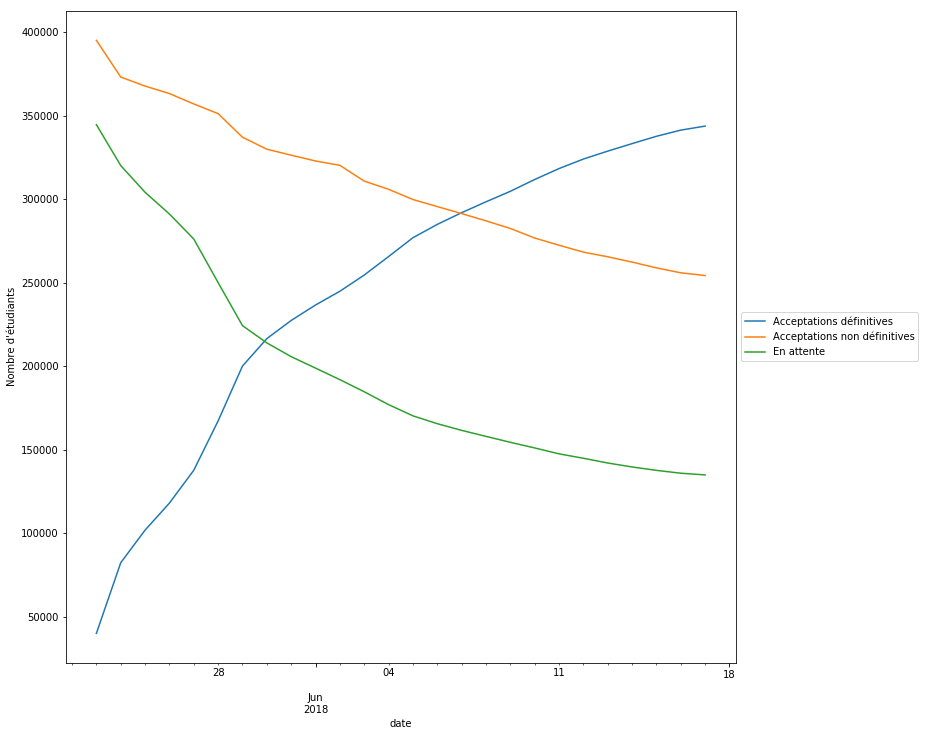 400000
350000
300000
250000
200000
150000
100000
50000
Nombre d'étudiants
28
04
11
18
Jun
2018
date
Acceptations définitives
Acceptations non définitives
En attente